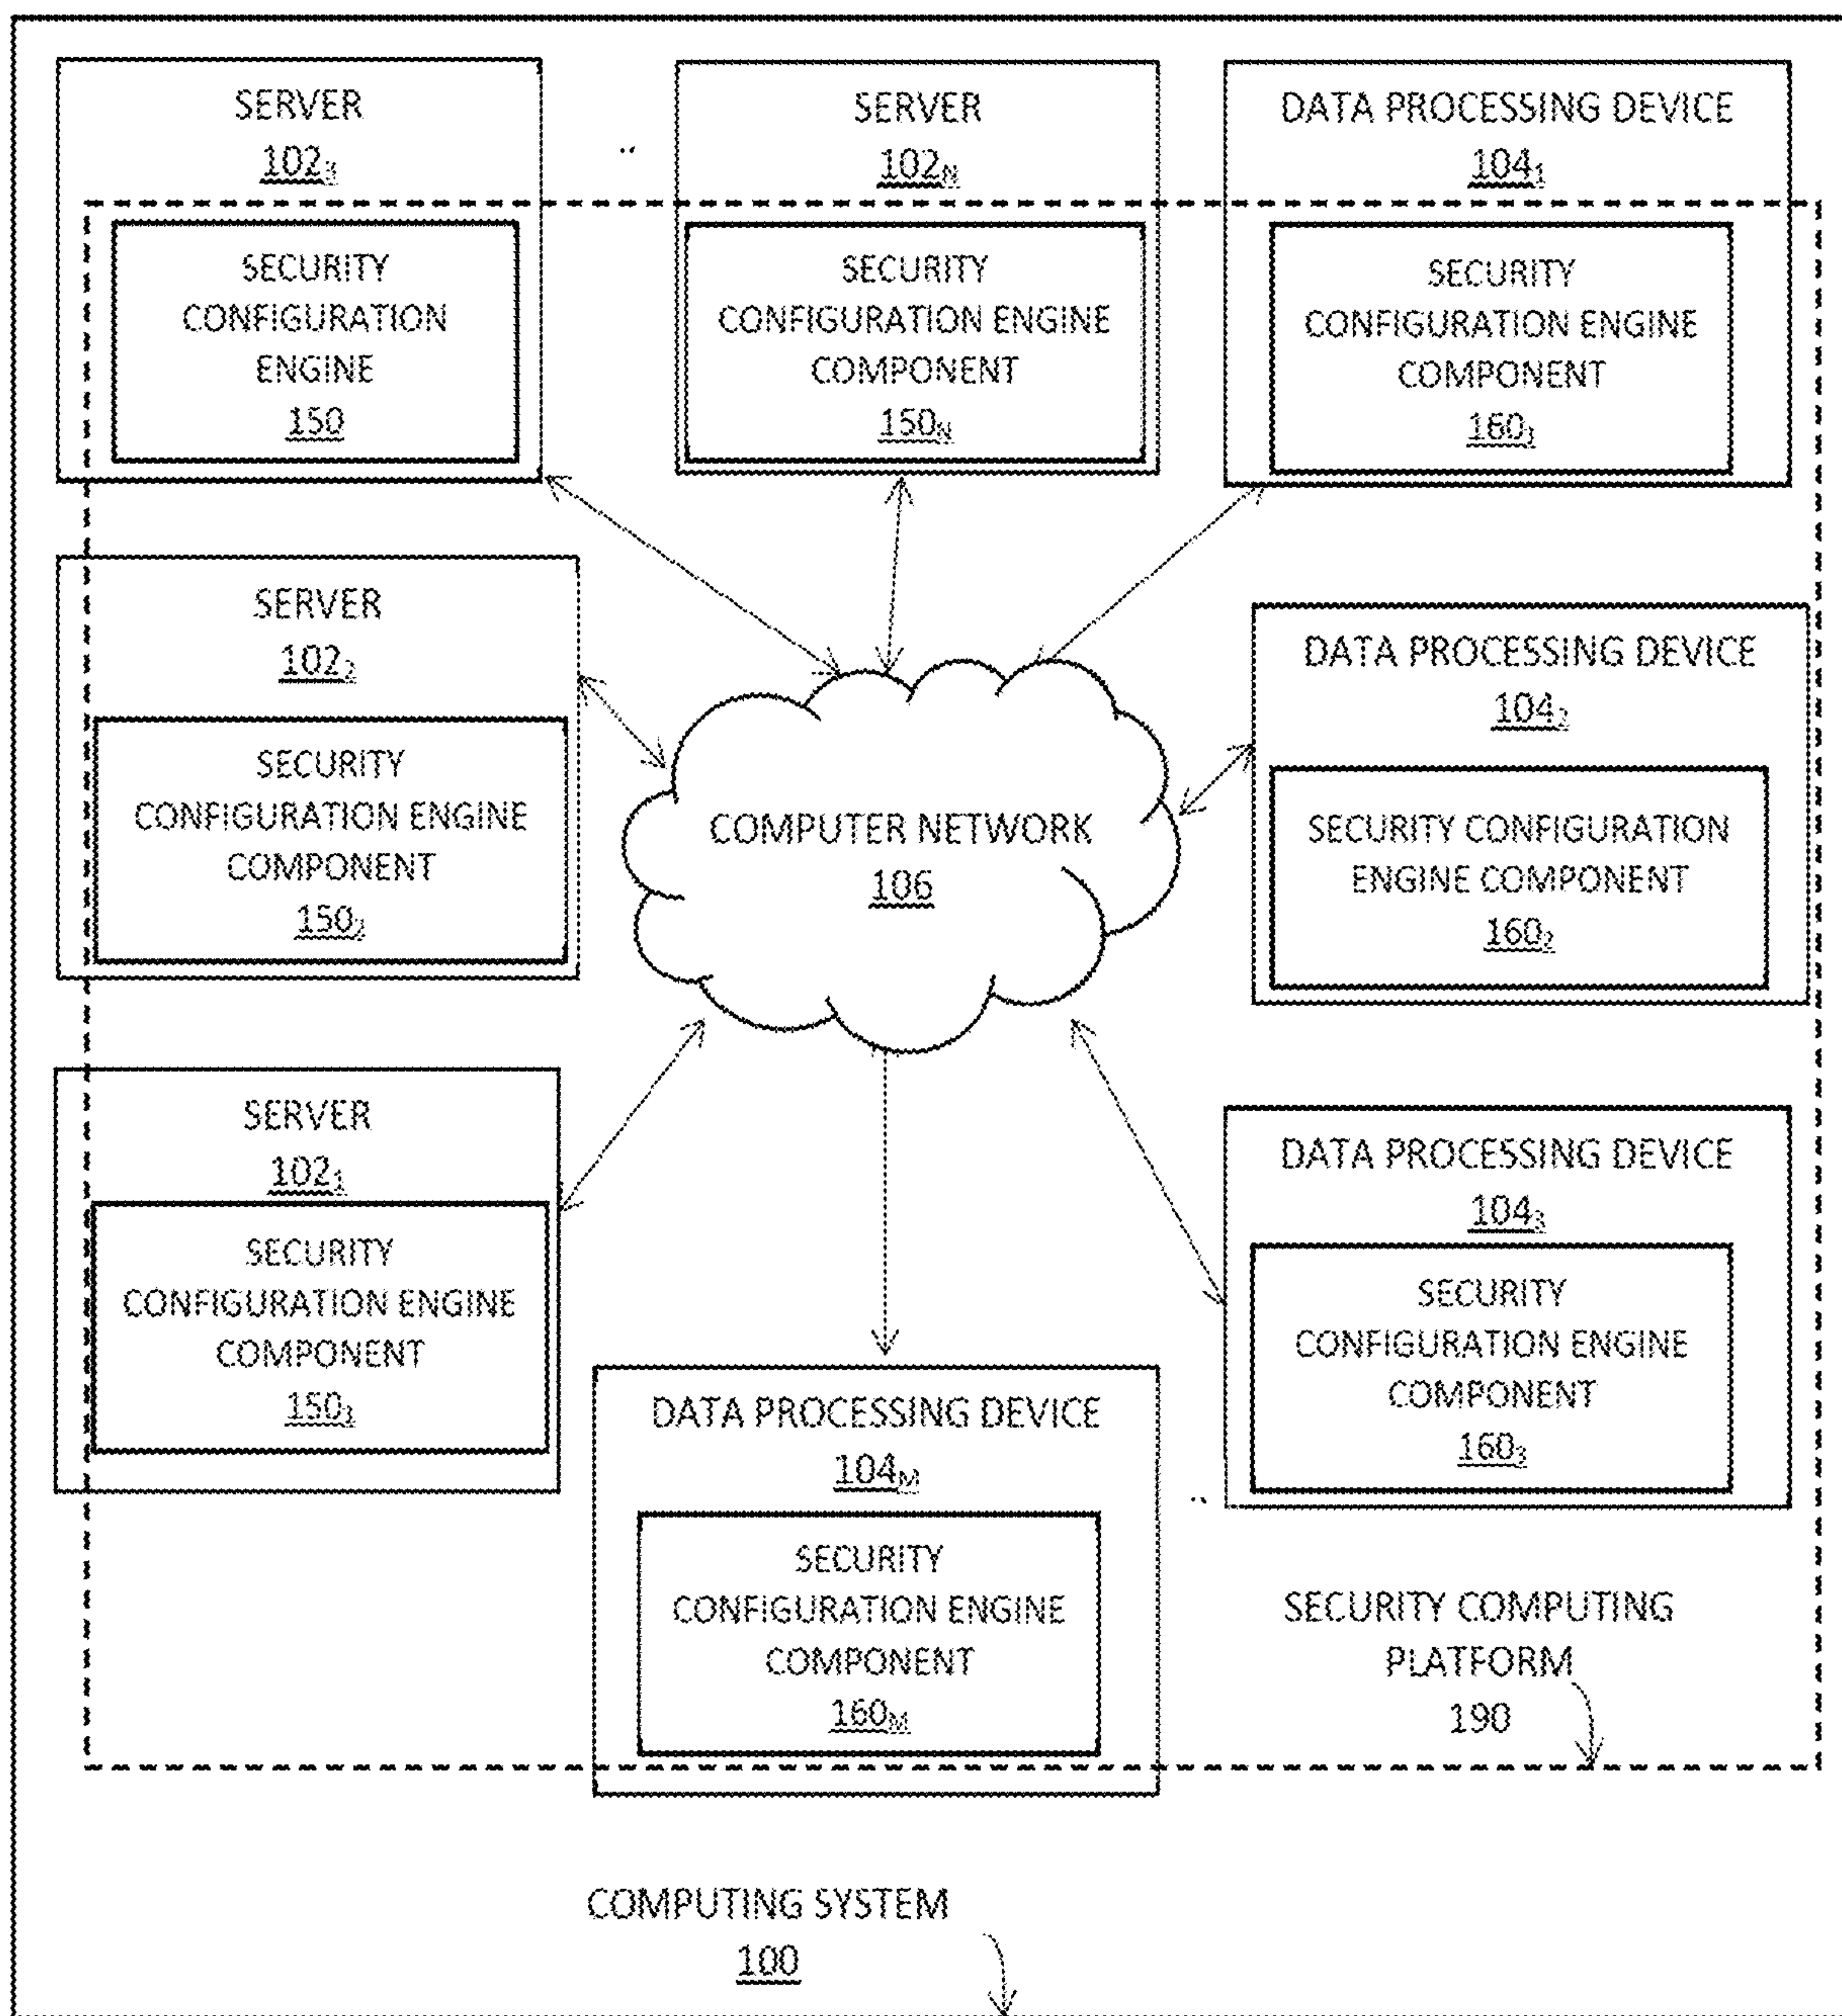 SERVER
102₃
SECURITY
CONFIGURATION
ENGINE
150
..
SERVER
102N
SECURITY
CONFIGURATION ENGINE
COMPONENT
150N
DATA PROCESSING DEVICE
104₁
SECURITY
CONFIGURATION ENGINE
COMPONENT
160₁
SERVER
102₂
SECURITY
CONFIGURATION ENGINE
COMPONENT
150₂
COMPUTER NETWORK
106
DATA PROCESSING DEVICE
104₂
SECURITY CONFIGURATION
ENGINE COMPONENT
160₂
SERVER
102₁
SECURITY
CONFIGURATION ENGINE
COMPONENT
150₁
DATA PROCESSING DEVICE
104₃
SECURITY
CONFIGURATION ENGINE
COMPONENT
160₃
DATA PROCESSING DEVICE
104M
SECURITY
CONFIGURATION ENGINE
COMPONENT
160M
..
SECURITY COMPUTING
PLATFORM
190
COMPUTING SYSTEM
100